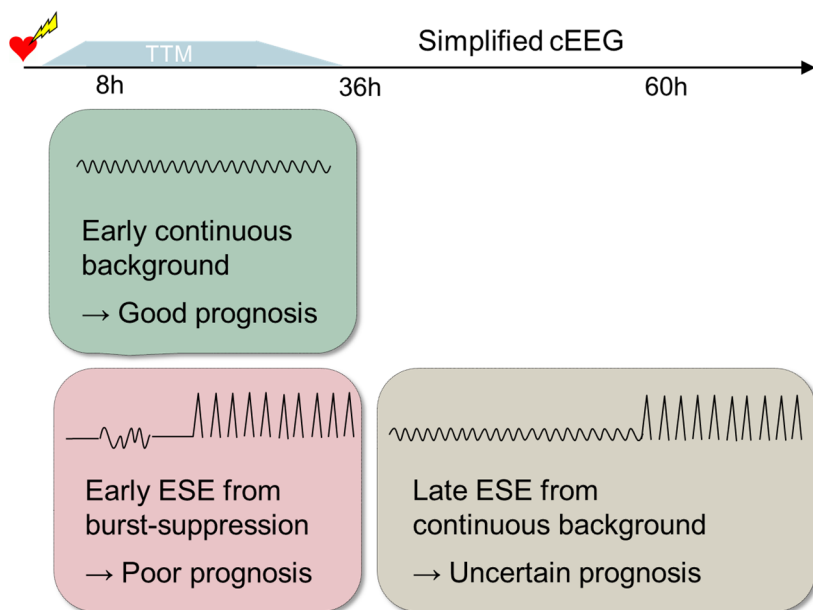 Simplified cEEG
TTM
8h
36h
60h
Early continuous
background
→ Good prognosis
Early ESE from
burst-suppression
→ Poor prognosis
Late ESE from
continuous background
→ Uncertain prognosis